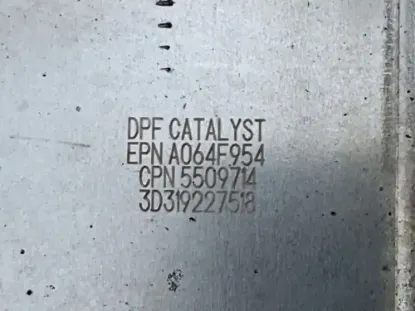 DPF CATALYST
EPN A064F954
CPN 5509714
3D319227518